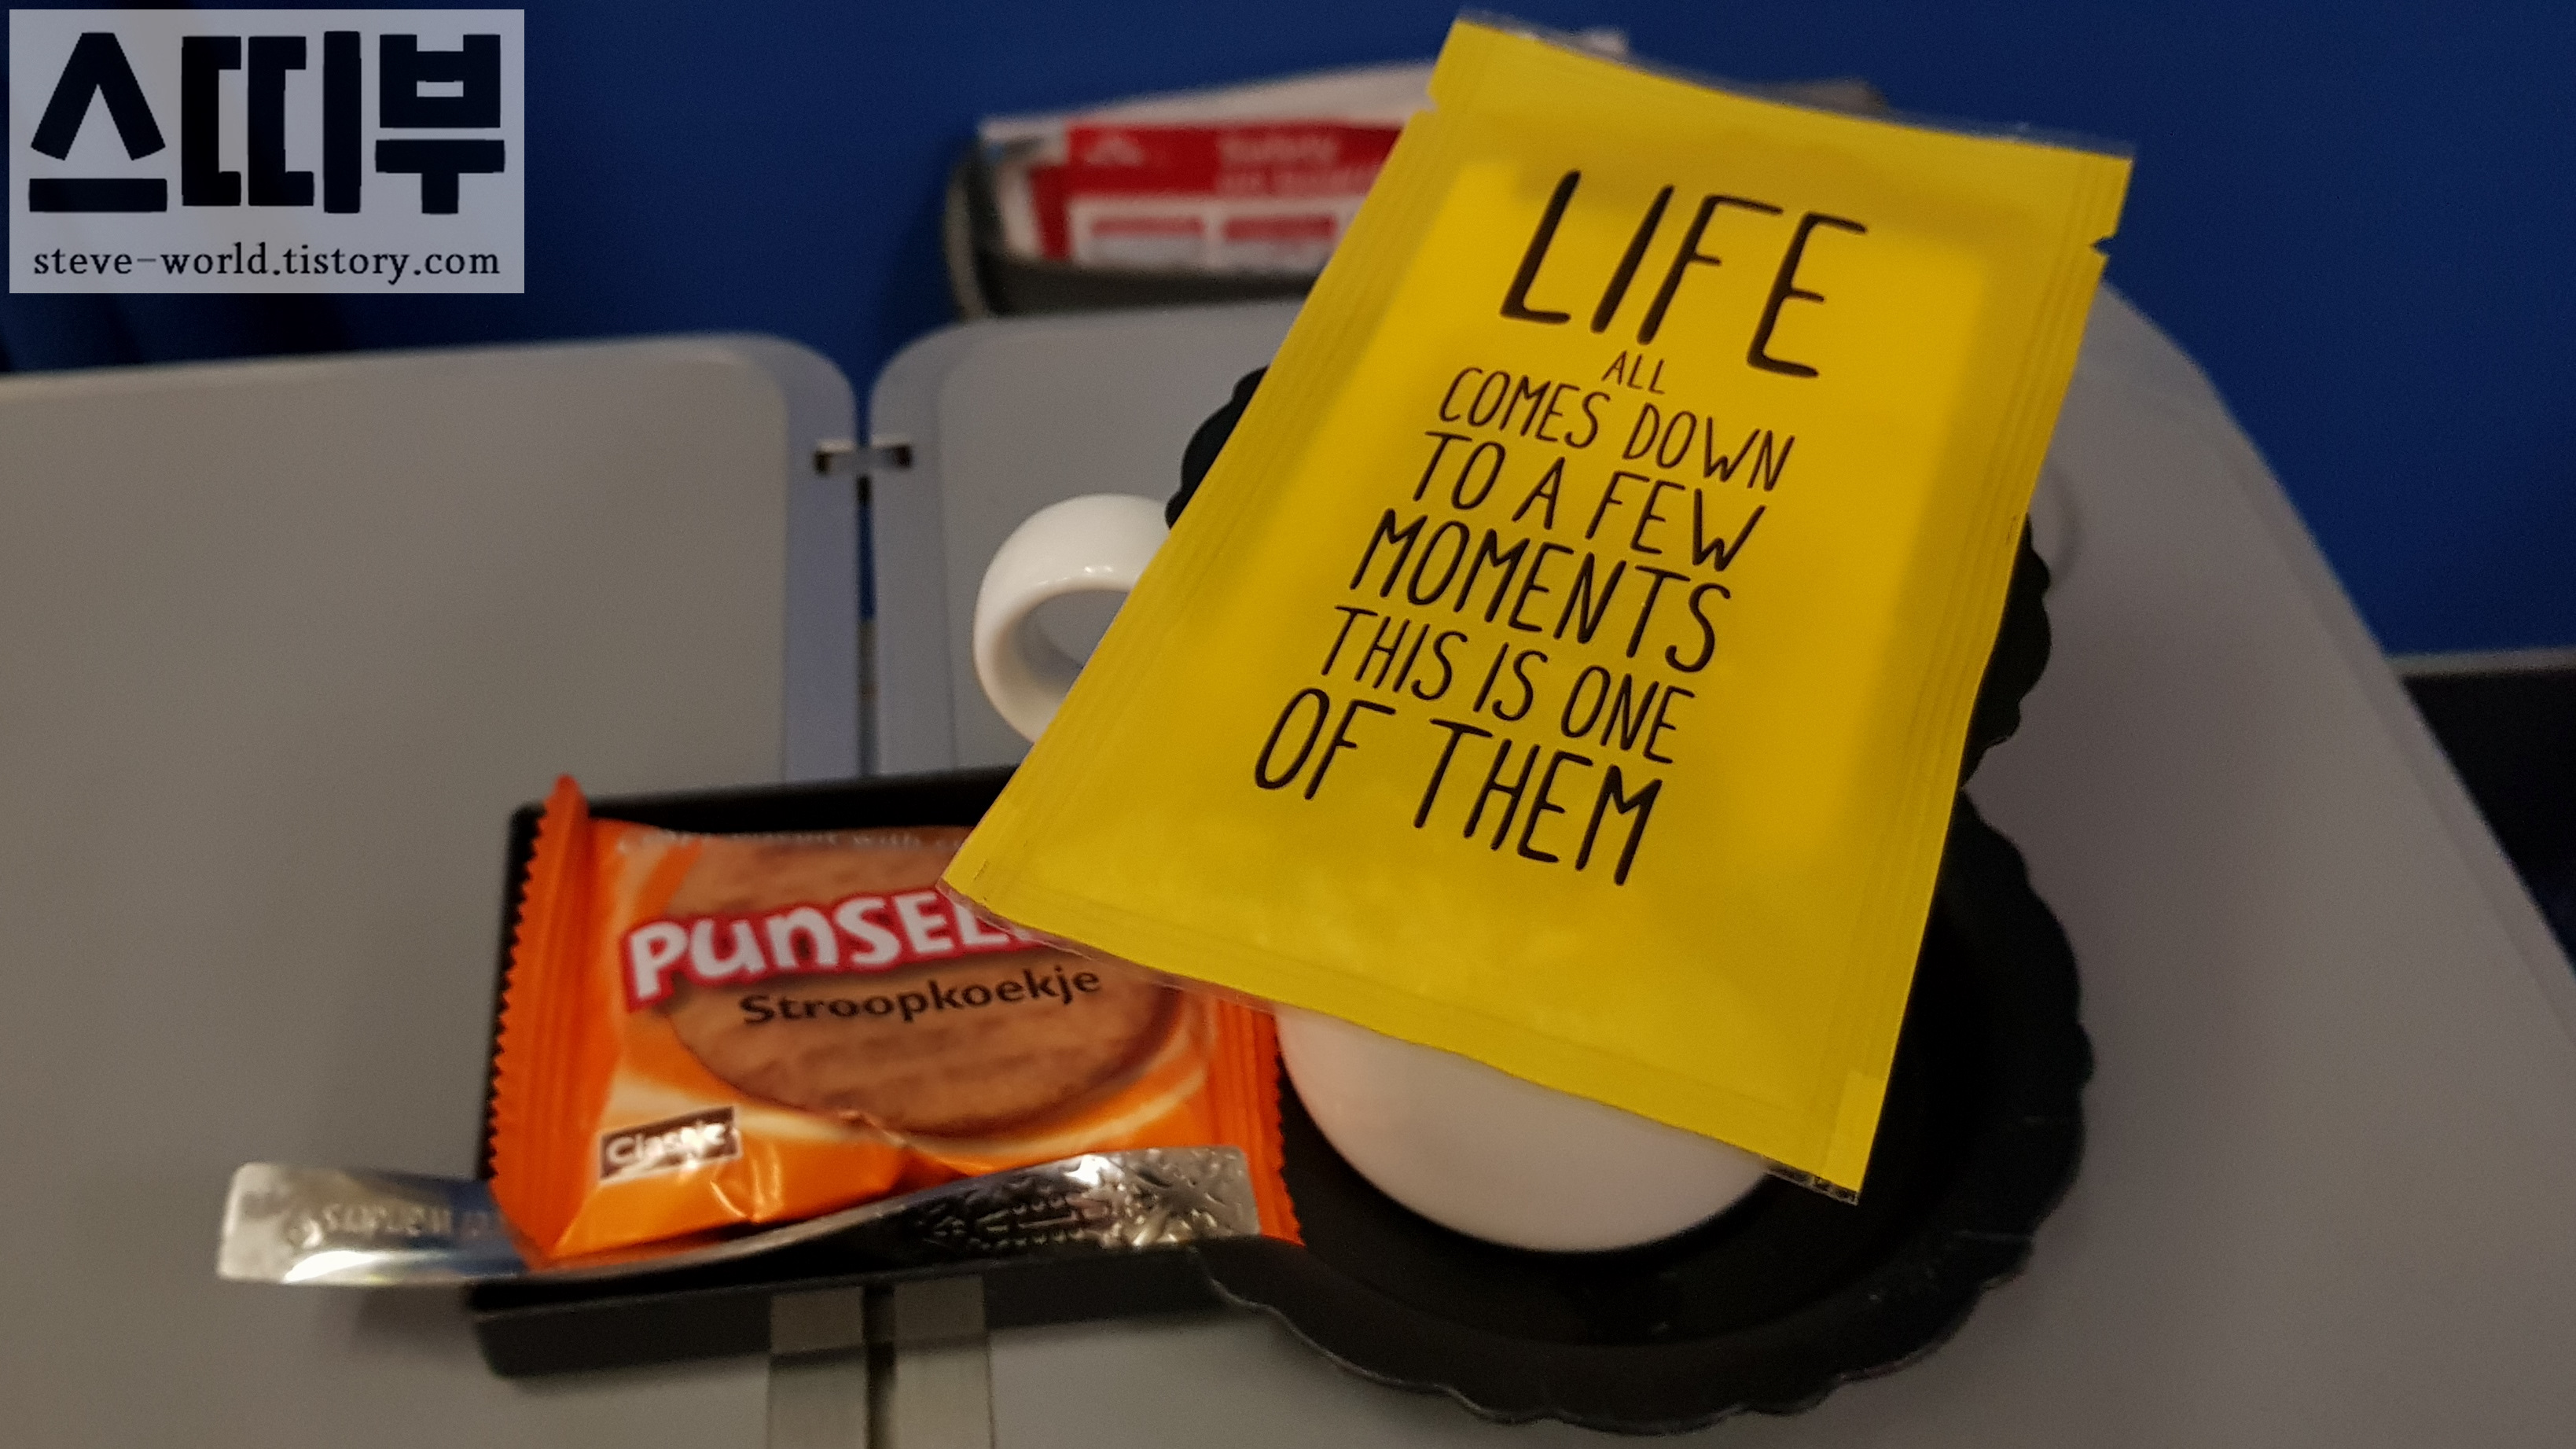 스띠부
steve-world.tistory.com
LIFE
ALL
COMES DOWN
TO A FEW
MOMENTS
THIS IS ONE
OF THEM
Stroopkoekje
Classic